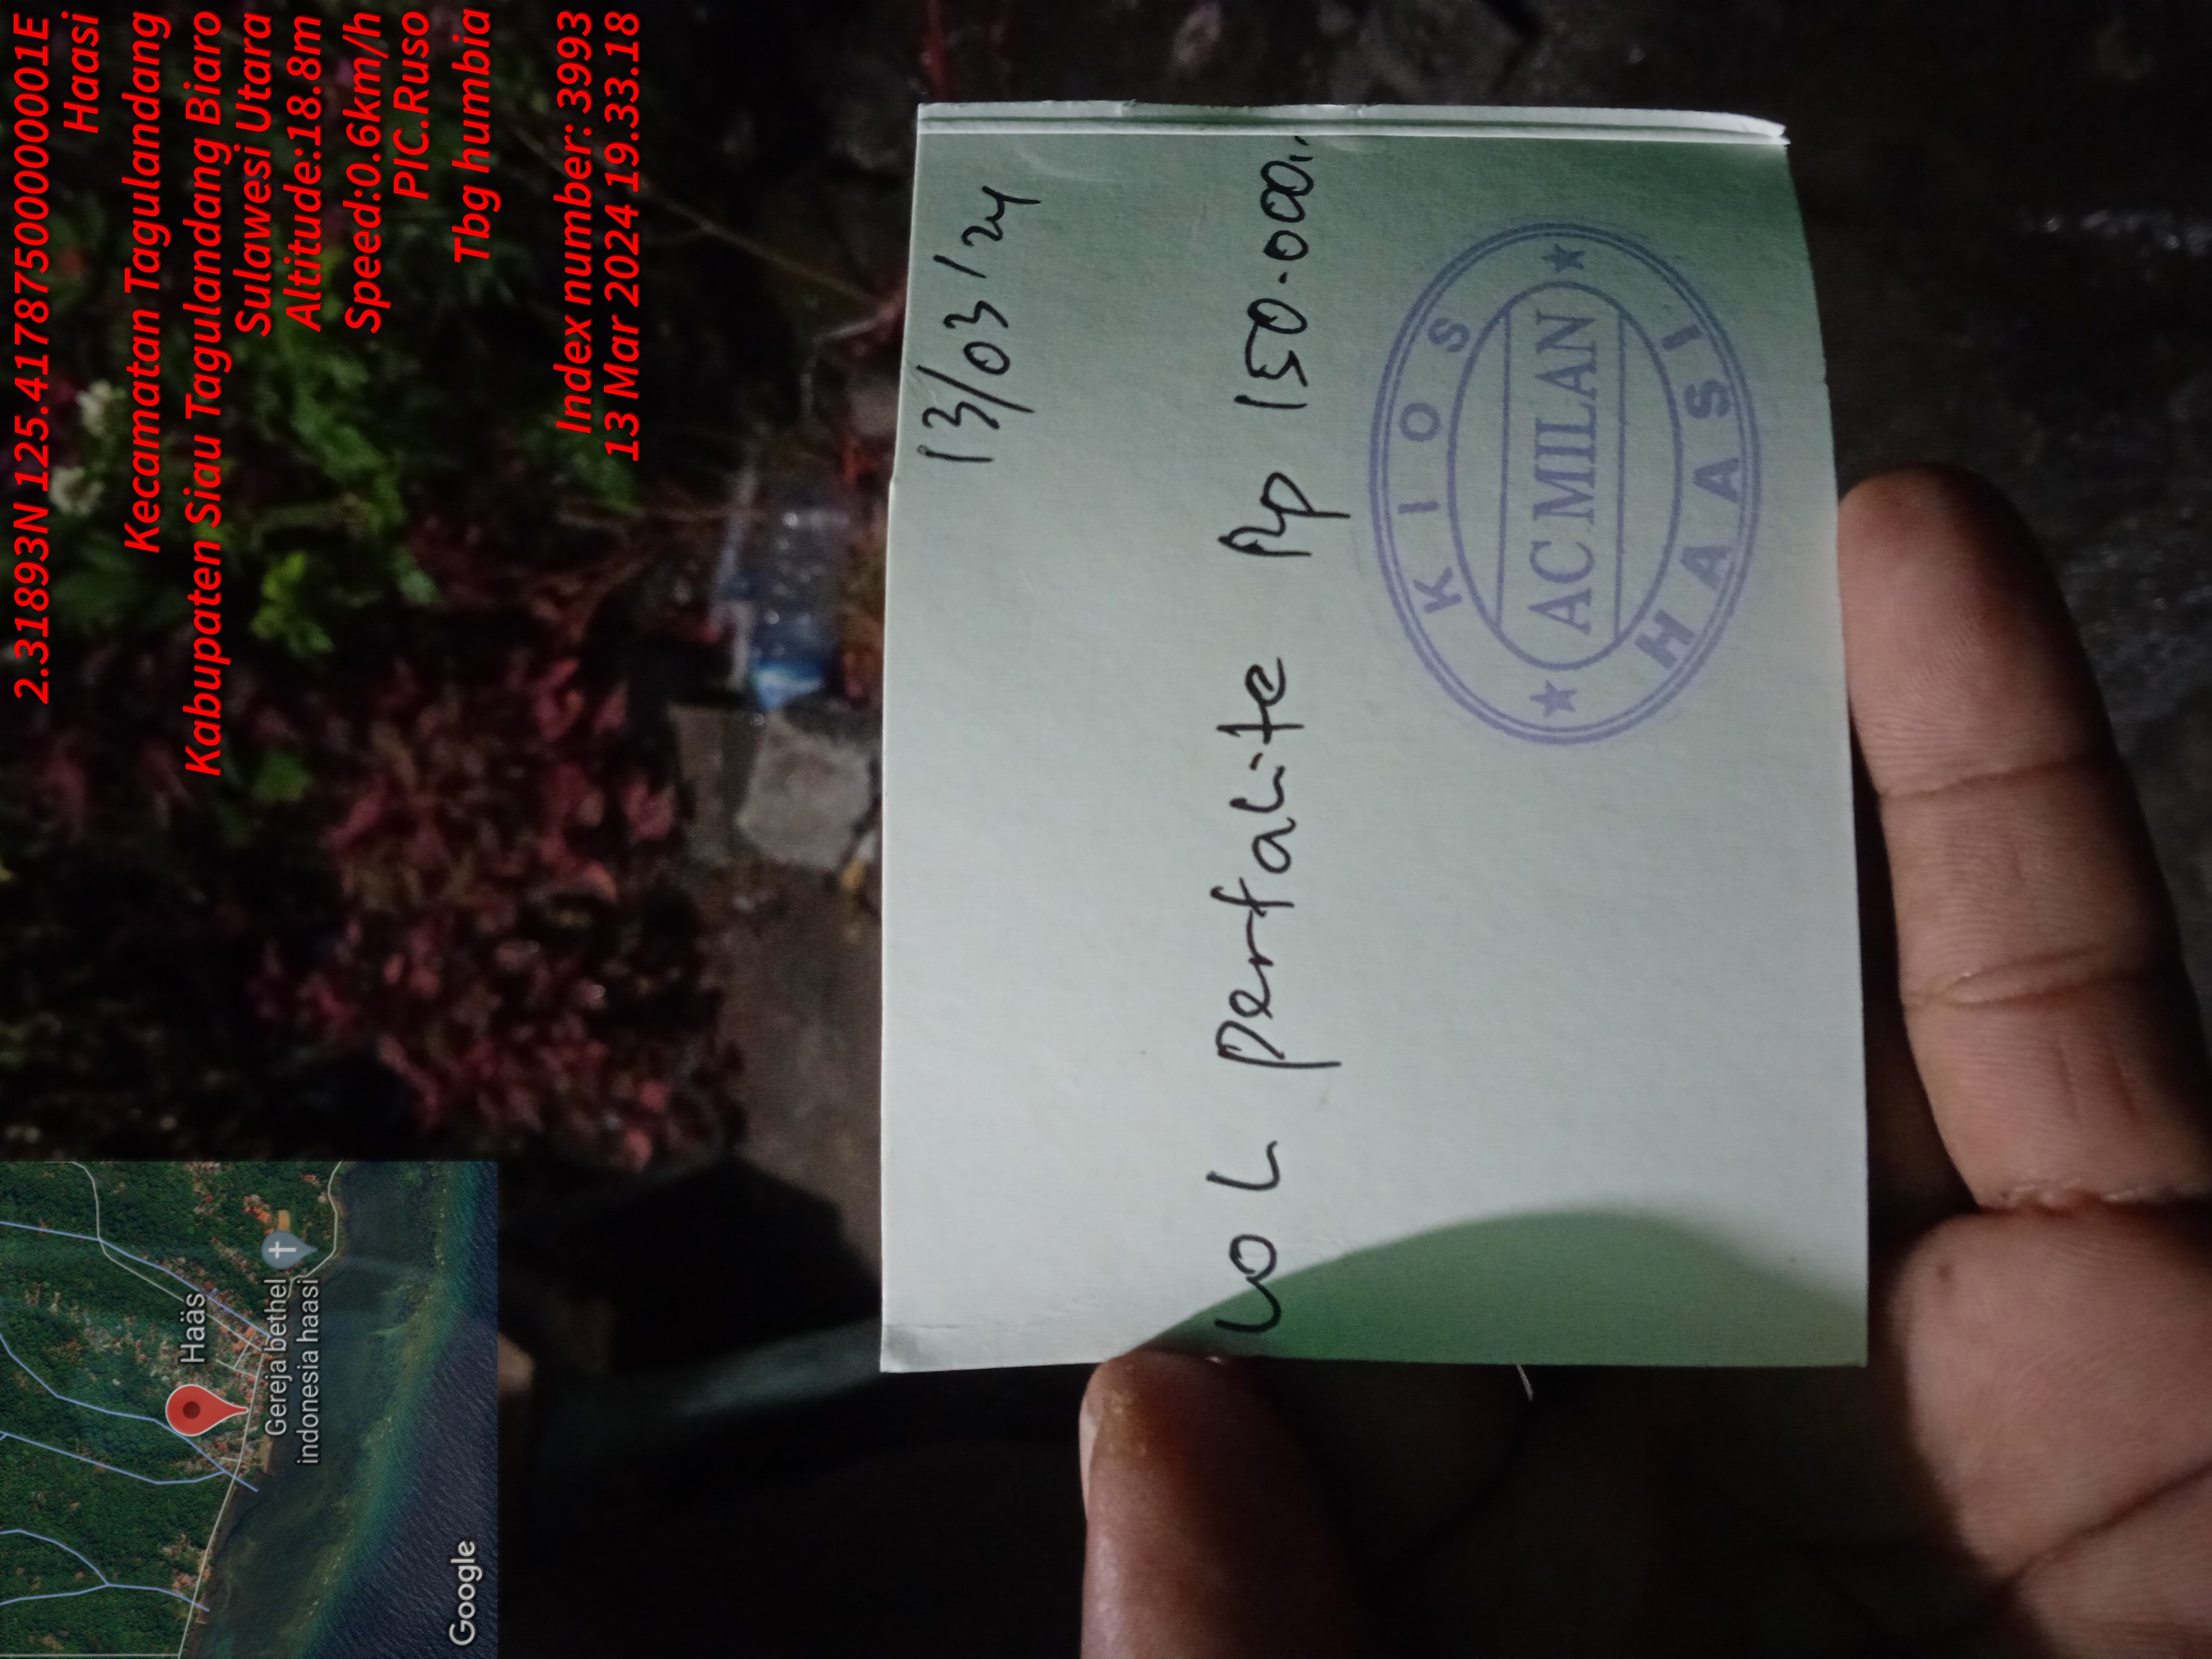 2.318893N 125.41787500000001E
Haasi
Kecamatan Tagulandang
Kabupaten Siau Tagulandang Biaro
Sulawesi Utara
Altitude:18.8m
Speed:0.6km/h
PIC.Ruso
Tbg humbia
Index number: 3993
13 Mar 2024 19.33.18
Haäs
Gereja bethel
indonesia haasi
Google
13/03/24
10 L pertalite Rp 150.000,-
KIOS
AC MILAN
HAASI